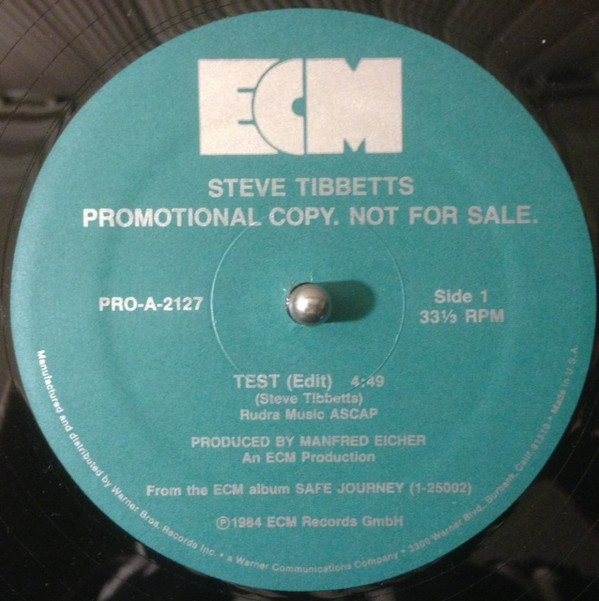 ECM
STEVE TIBBETTS
PROMOTIONAL COPY. NOT FOR SALE.
PRO-A-2127
Side 1
33⅓ RPM
TEST (Edit) 4:49
(Steve Tibbetts)
Rudra Music ASCAP
PRODUCED BY MANFRED EICHER
An ECM Production
From the ECM album SAFE JOURNEY (1-25002)
℗1984 ECM Records GmbH
Manufactured and distributed by Warner Bros. Records Inc. • a Warner Communications Company • 3300 Warner Blvd., Burbank, Calif. 91510 • Made in U.S.A.